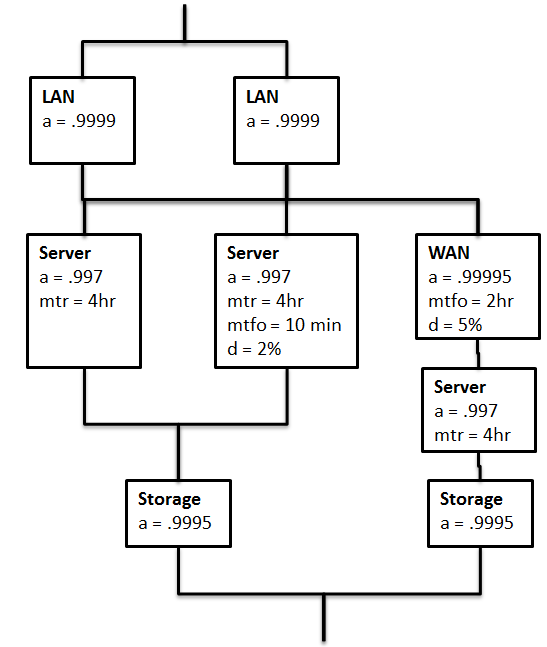 LAN
a = .9999
LAN
a = .9999
Server
a = .997
mtr = 4hr
Server
a = .997
mtr = 4hr
mtfo = 10 min
d = 2%
WAN
a = .99995
mtfo = 2hr
d = 5%
Server
a = .997
mtr = 4hr
Storage
a = .9995
Storage
a = .9995